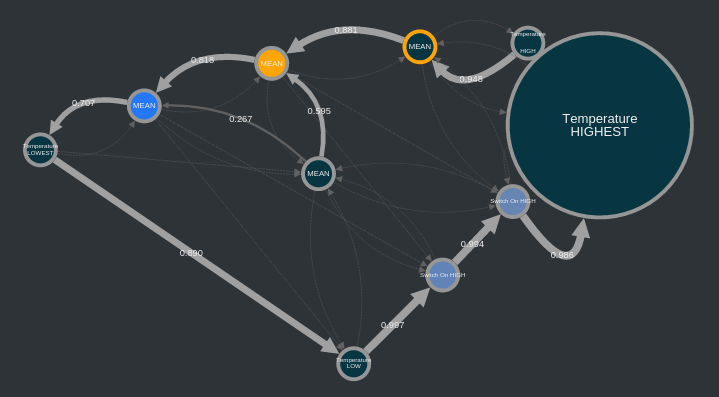 0.881
Temperature
HIGH
MEAN
0.818
MEAN
0.948
0.707
MEAN
0.595
0.267
Temperature
HIGHEST
Temperature
LOWEST
MEAN
Switch On HIGH
0.994
0.890
0.986
Switch On HIGH
0.997
Temperature
LOW